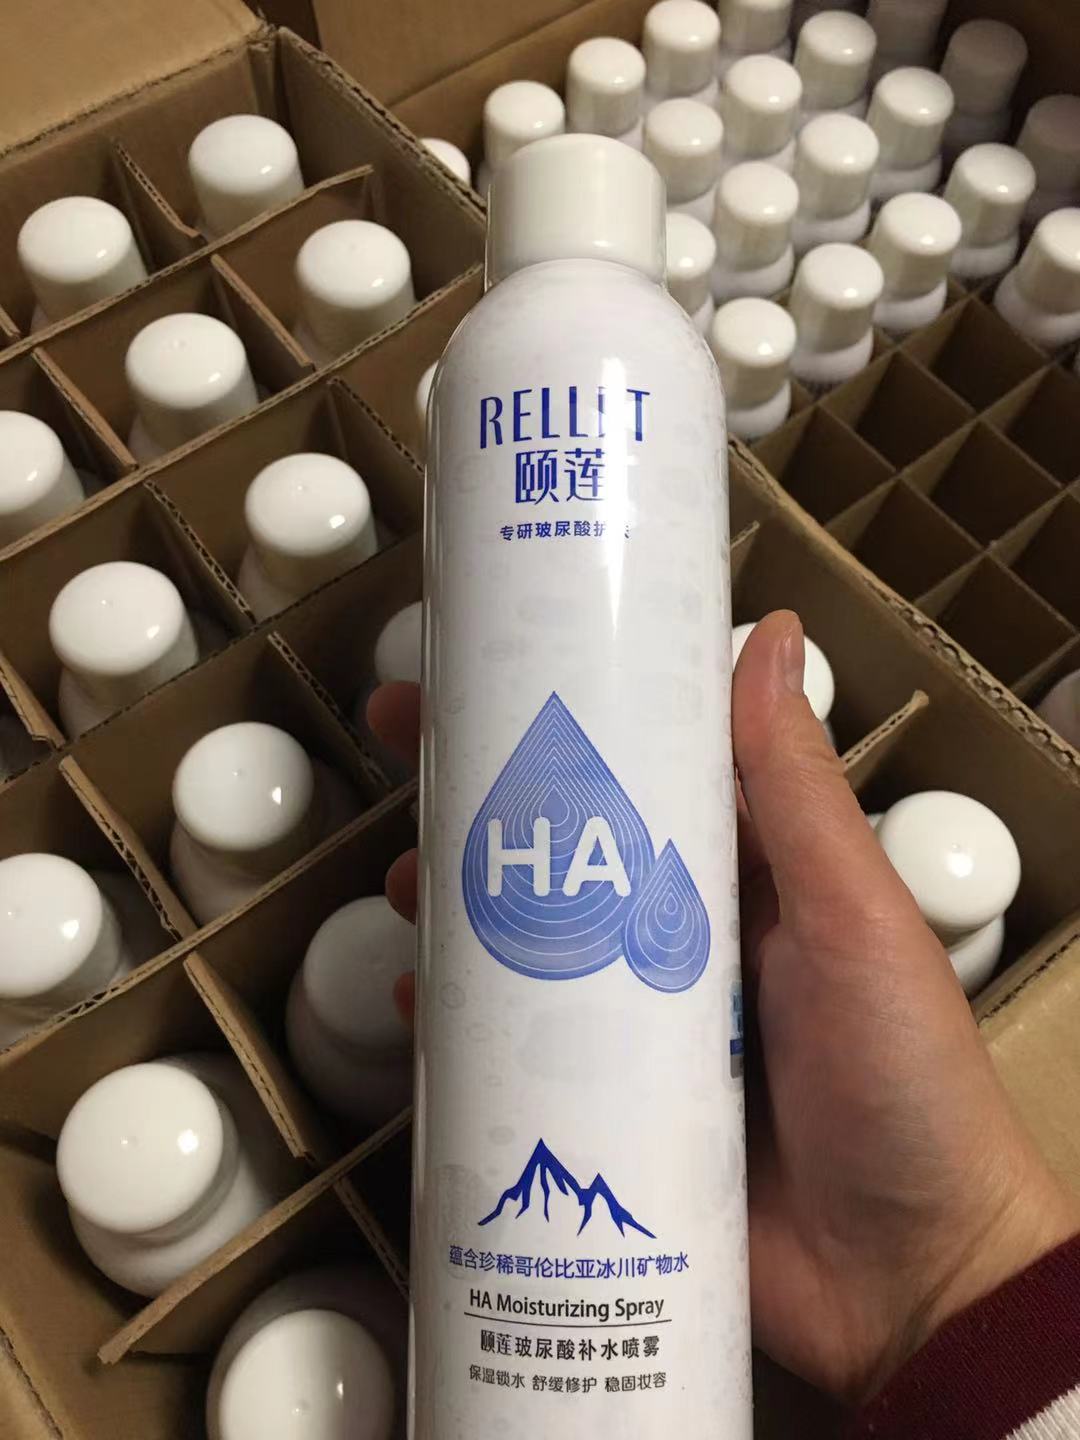 RELLET
颐莲
专研玻尿酸护肤
HA
蕴含珍稀哥伦比亚冰川矿物水
HA Moisturizing Spray
颐莲玻尿酸补水喷雾
保湿锁水 舒缓修护 稳固妆容